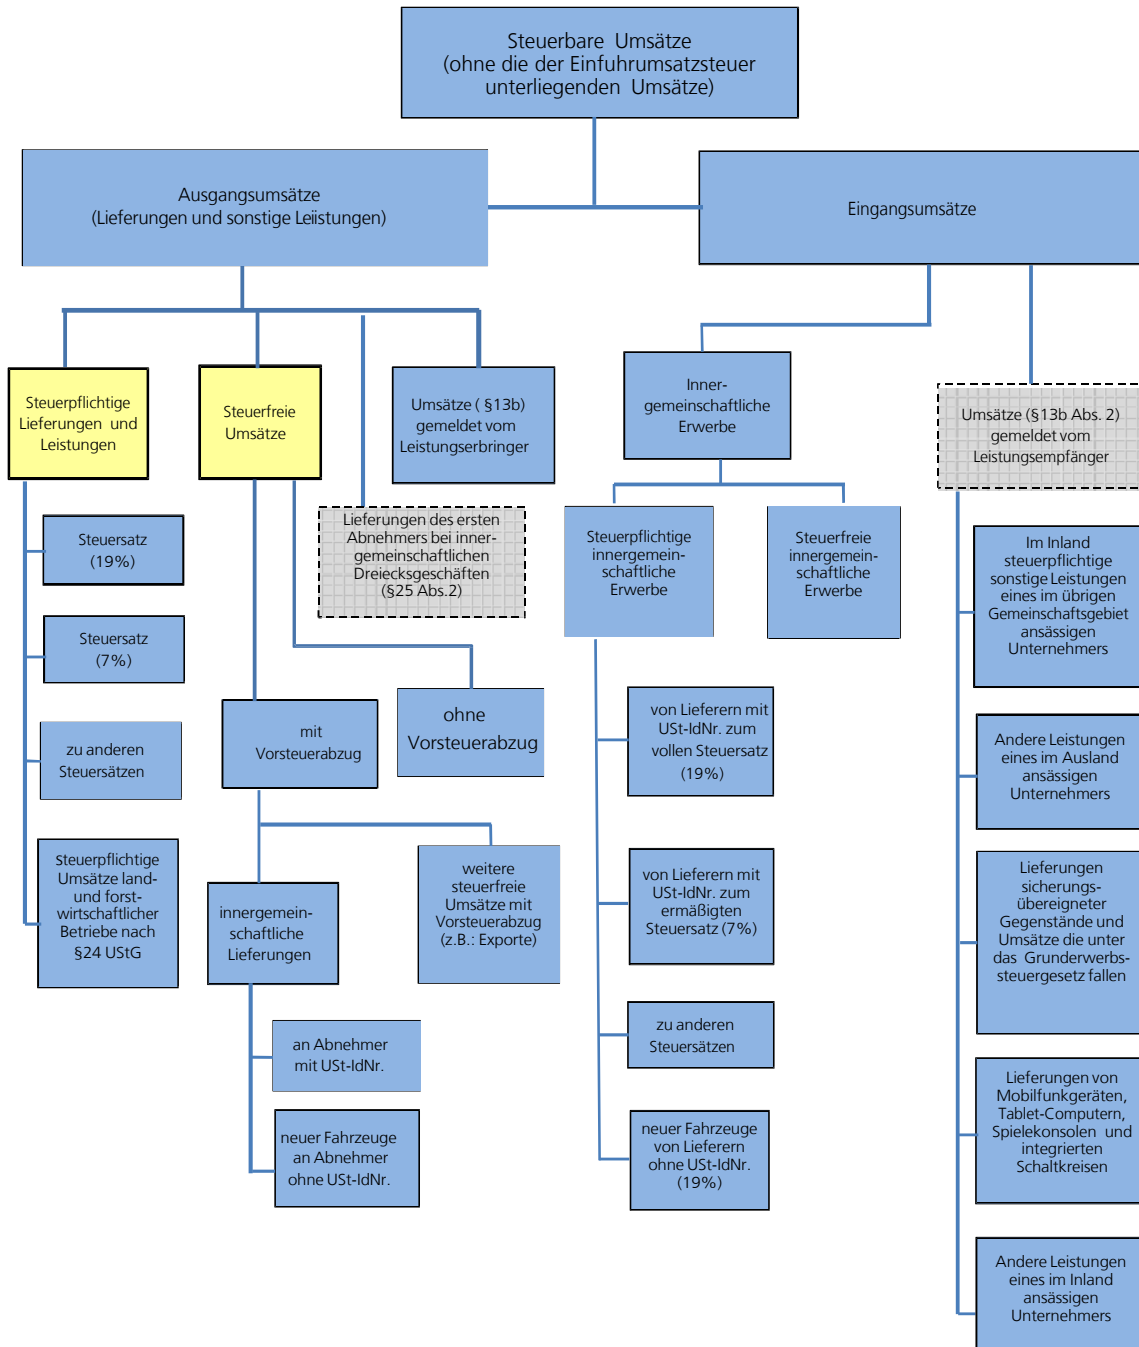 Steuerbare Umsätze
(ohne die der Einfuhrumsatzsteuer
unterliegenden Umsätze)
Ausgangsumsätze
(Lieferungen und sonstige Leiistungen)
Eingangsumsätze
Steuerpflichtige
Lieferungen und
Leistungen
Steuerfreie
Umsätze
Umsätze ( §13b)
gemeldet vom
Leistungserbringer
Inner-
gemeinschaftliche
Erwerbe
Umsätze (§13b Abs. 2)
gemeldet vom
Leistungsempfänger
Lieferungen des ersten
Abnehmers bei inner-
gemeinschaftlichen
Dreiecksgeschäften
(§25 Abs.2)
Steuersatz
(19%)
Steuersatz
(7%)
zu anderen
Steuersätzen
Steuerpflichtige
Umsätze land-
und forst-
wirtschaftlicher
Betriebe nach
§24 UStG
mit
Vorsteuerabzug
ohne
Vorsteuerabzug
innergemein-
schaftliche
Lieferungen
weitere
steuerfreie
Umsätze mit
Vorsteuerabzug
(z.B.: Exporte)
an Abnehmer
mit USt-IdNr.
neuer Fahrzeuge
an Abnehmer
ohne USt-IdNr.
Steuerpflichtige
innergemein-
schaftliche
Erwerbe
Steuerfreie
innergemein-
schaftliche
Erwerbe
von Lieferern mit
USt-IdNr. zum
vollen Steuersatz
(19%)
von Lieferern mit
USt-IdNr. zum
ermäßigten
Steuersatz (7%)
zu anderen
Steuersätzen
neuer Fahrzeuge
von Lieferern
ohne USt-IdNr.
(19%)
Im Inland
steuerpflichtige
sonstige Leistungen
eines im übrigen
Gemeinschaftsgebiet
ansässigen
Unternehmers
Andere Leistungen
eines im Ausland
ansässigen
Unternehmers
Lieferungen
sicherungs-
übereigneter
Gegenstände und
Umsätze die unter
das Grunderwerbs-
steuergesetz fallen
Lieferungen von
Mobilfunkgeräten,
Tablet-Computern,
Spielekonsolen und
integrierten
Schaltkreisen
Andere Leistungen
eines im Inland
ansässigen
Unternehmers